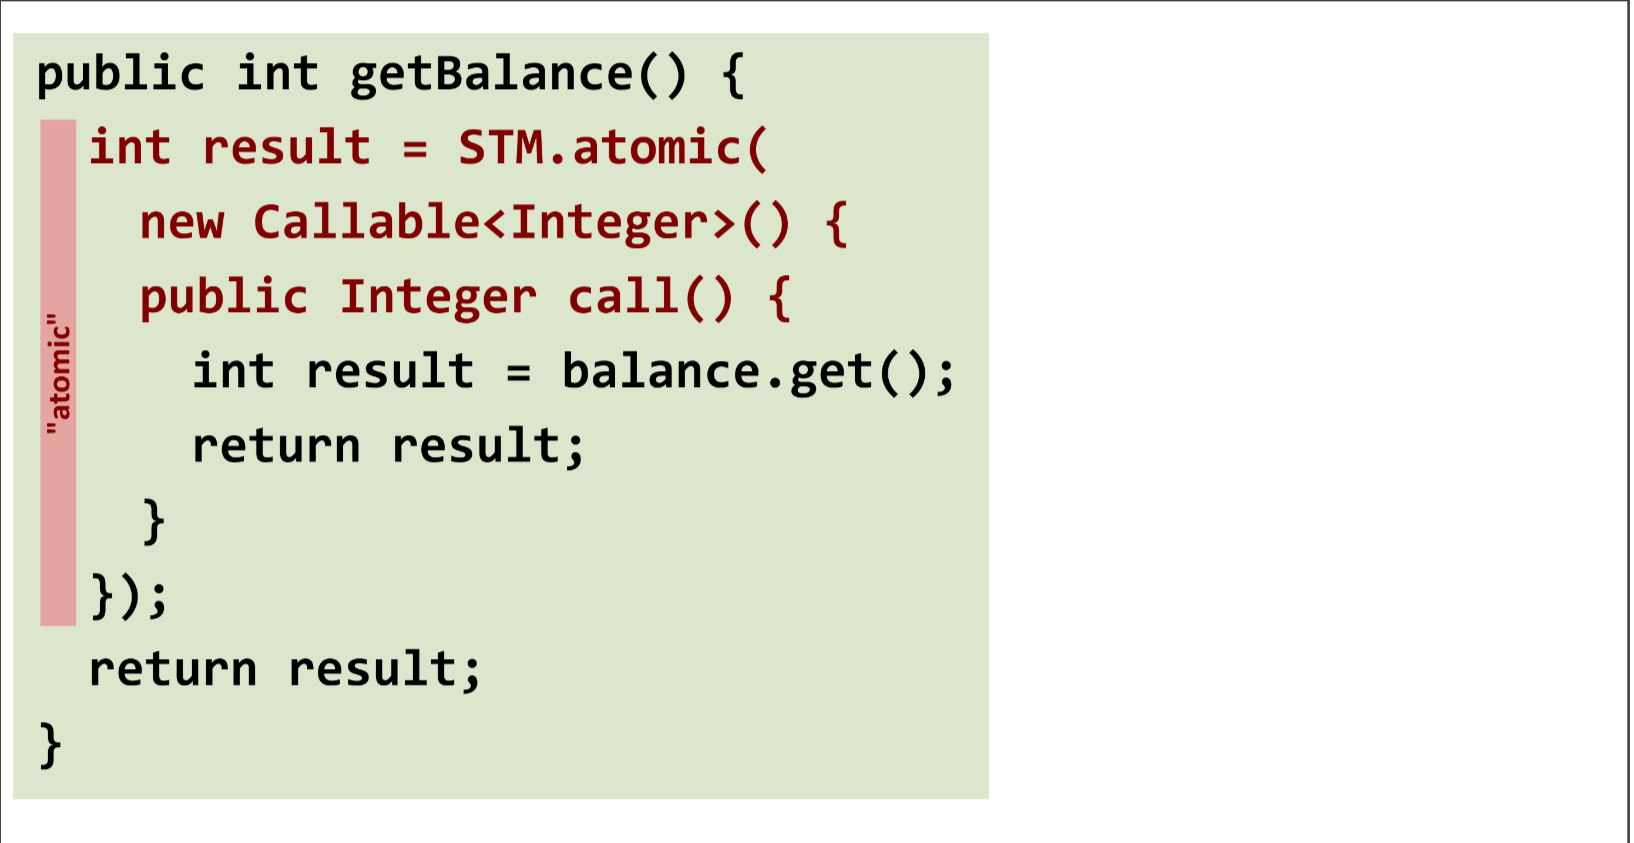 public int getBalance() {
int result = STM.atomic(
new Callable<Integer>() {
public Integer call() {
"atomic"
int result = balance.get();
return result;
}
});
return result;
}